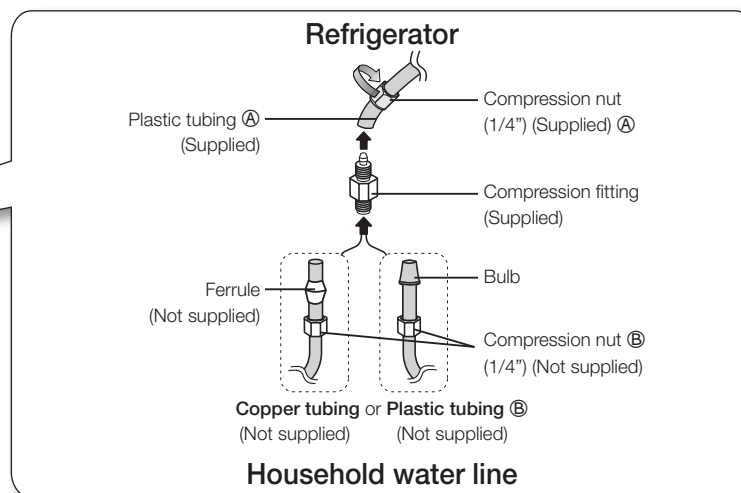 Refrigerator
Plastic tubing Ⓐ
(Supplied)
Compression nut
(1/4”) (Supplied) Ⓐ
Compression fitting
(Supplied)
Ferrule
(Not supplied)
Bulb
Compression nut Ⓑ
(1/4”) (Not supplied)
Copper tubing or Plastic tubing Ⓑ
(Not supplied) (Not supplied)
Household water line